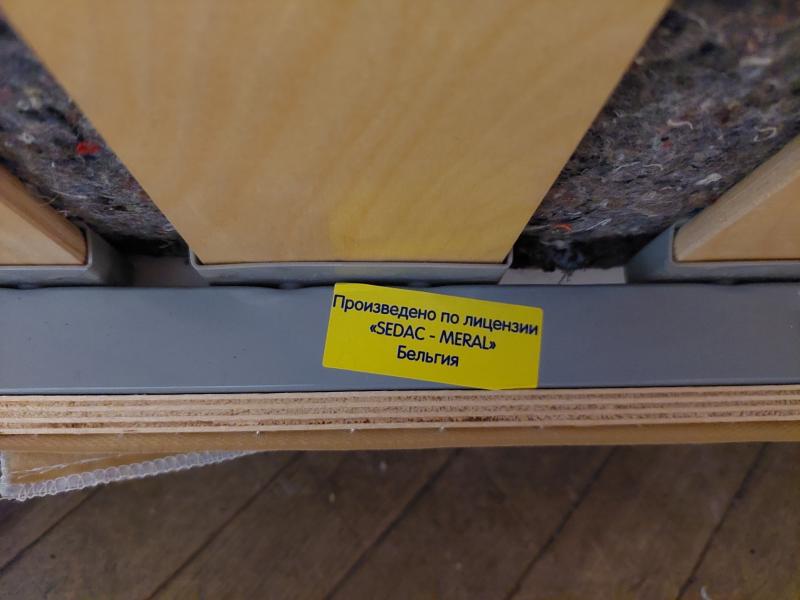 Произведено по лицензии
«SEDAC - MERAL»
Бельгия